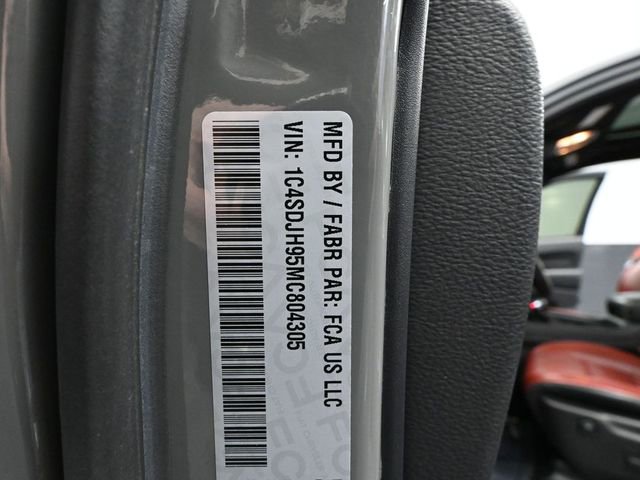 MFD BY / FABR PAR: FCA US LLC
VIN: 1C4SDJH95MC804305